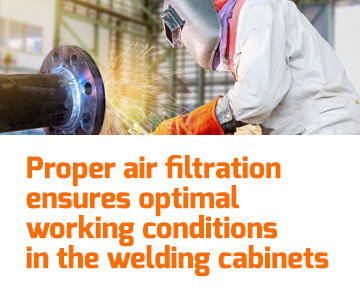 Proper air filtration
ensures optimal
working conditions
in the welding cabinets